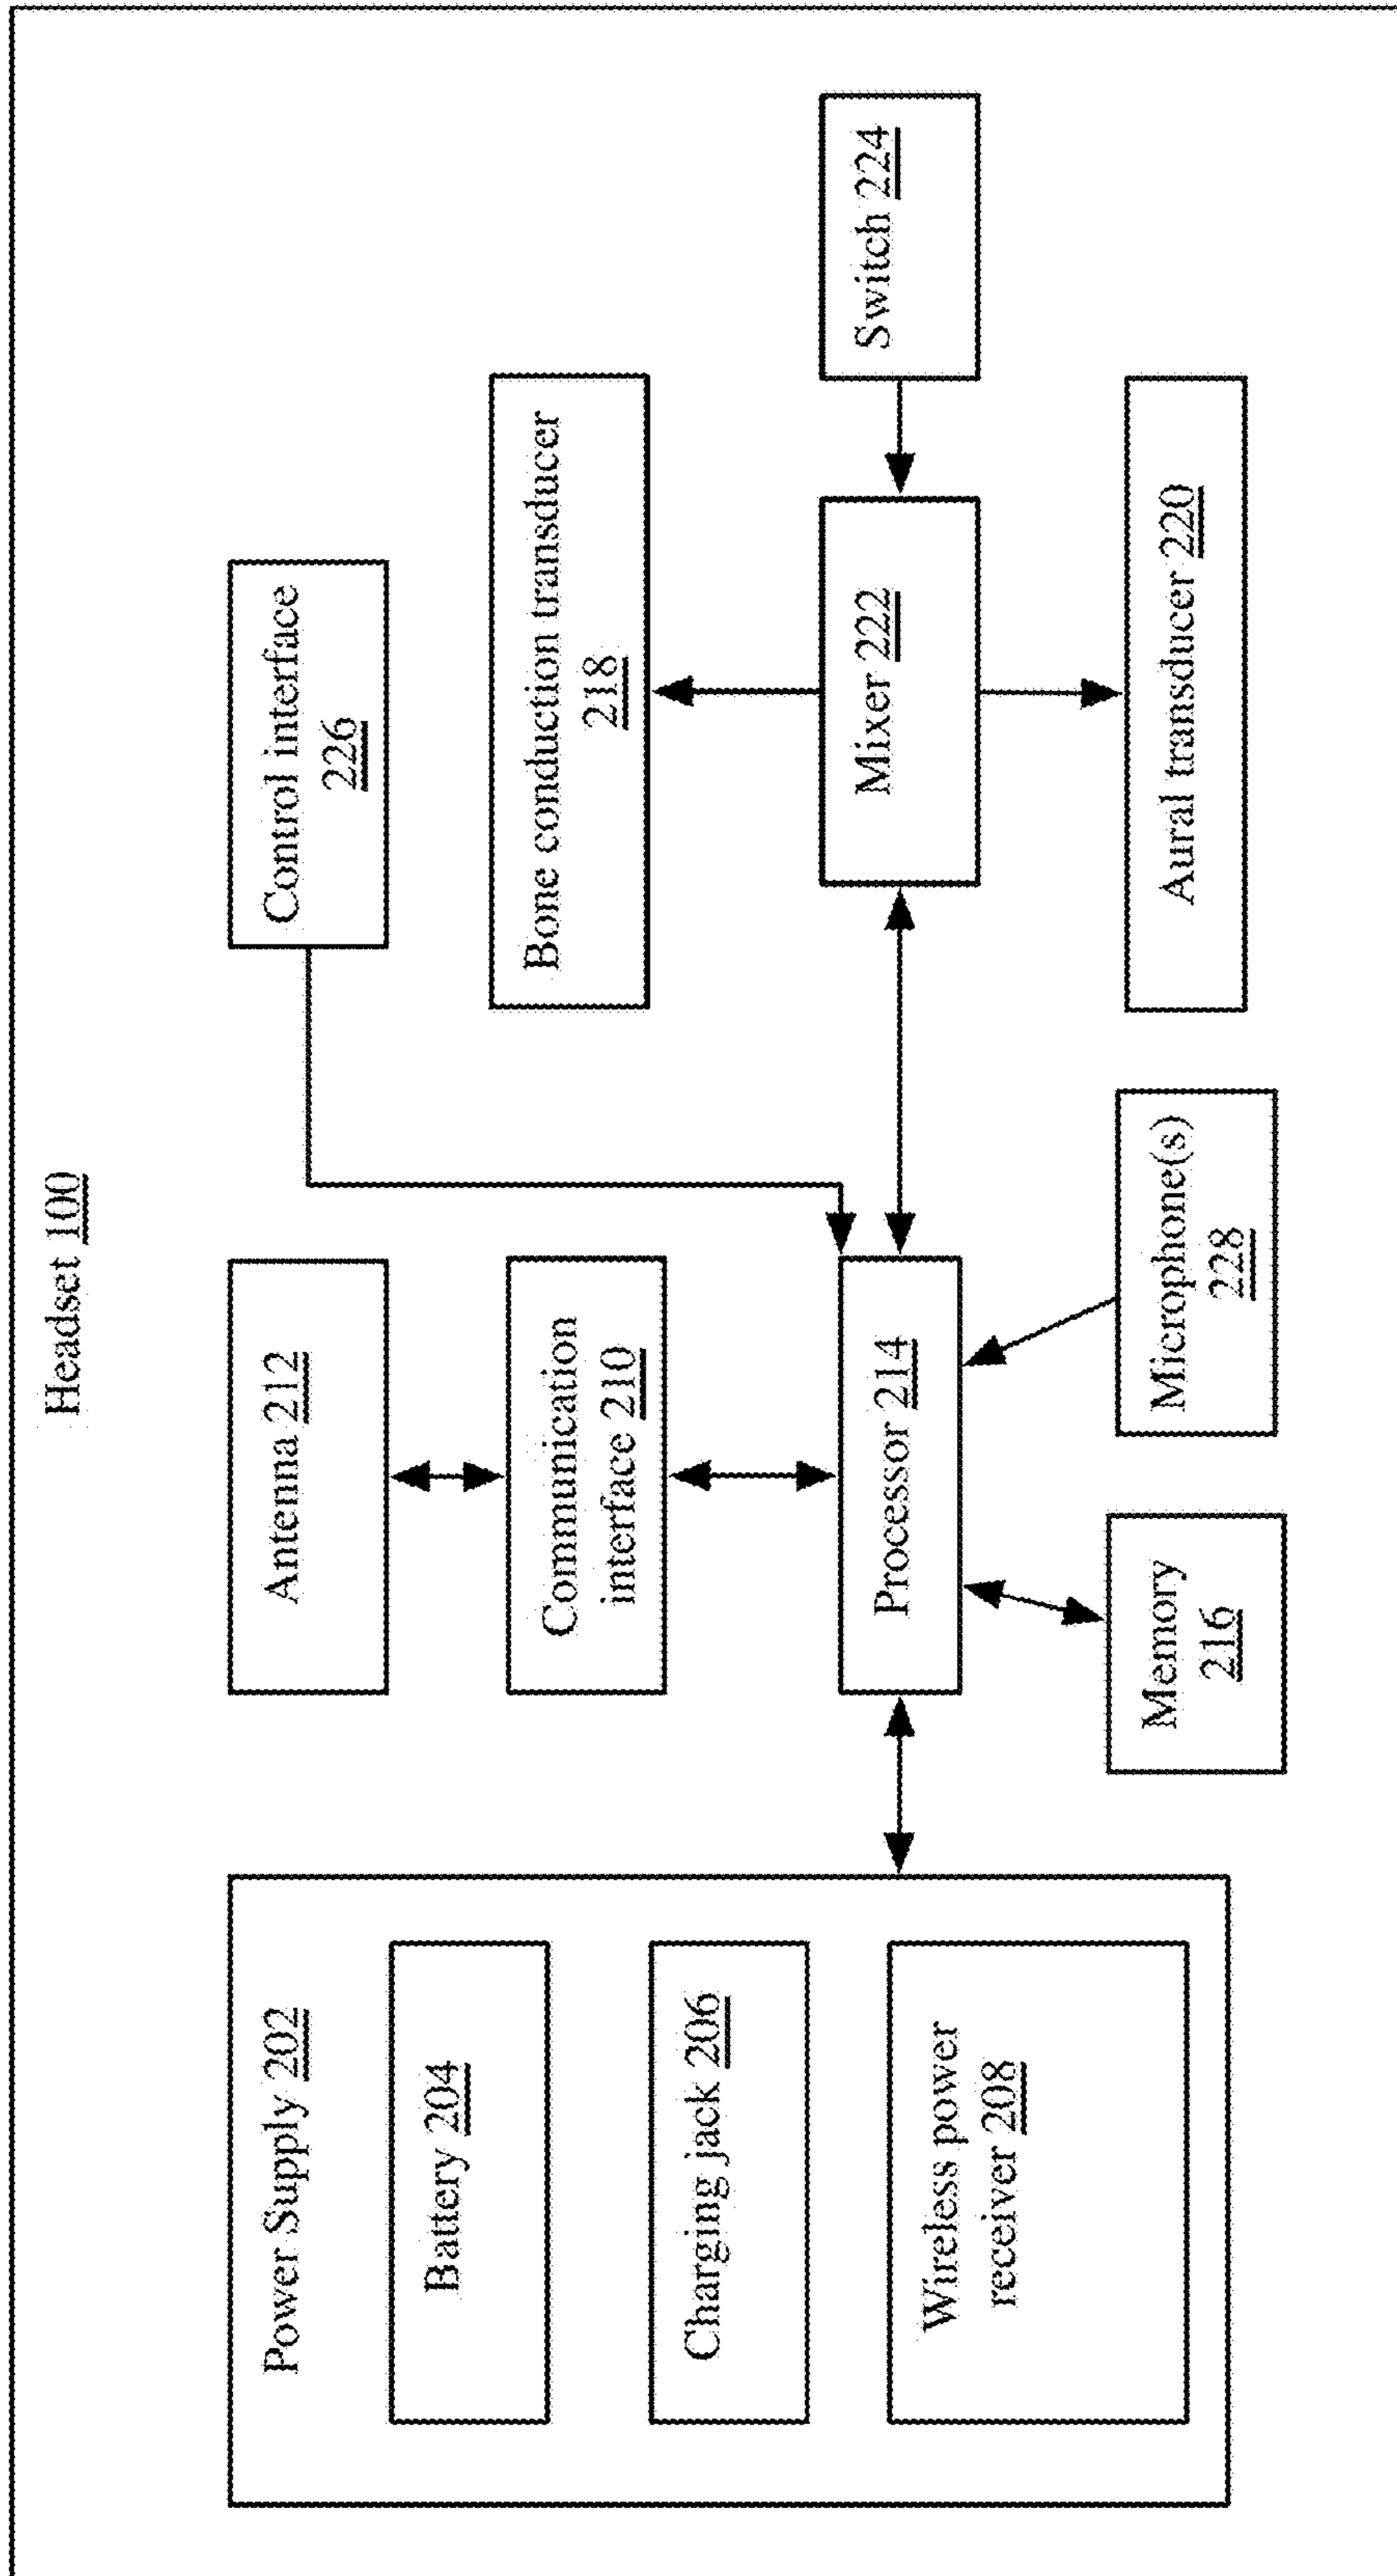 Headset 100
Power Supply 202
Battery 204
Charging jack 206
Wireless power
receiver 208
Antenna 212
Communication
interface 210
Processor 214
Memory
216
Microphone(s)
228
Control interface
226
Bone conduction transducer
218
Mixer 222
Aural transducer 220
Switch 224